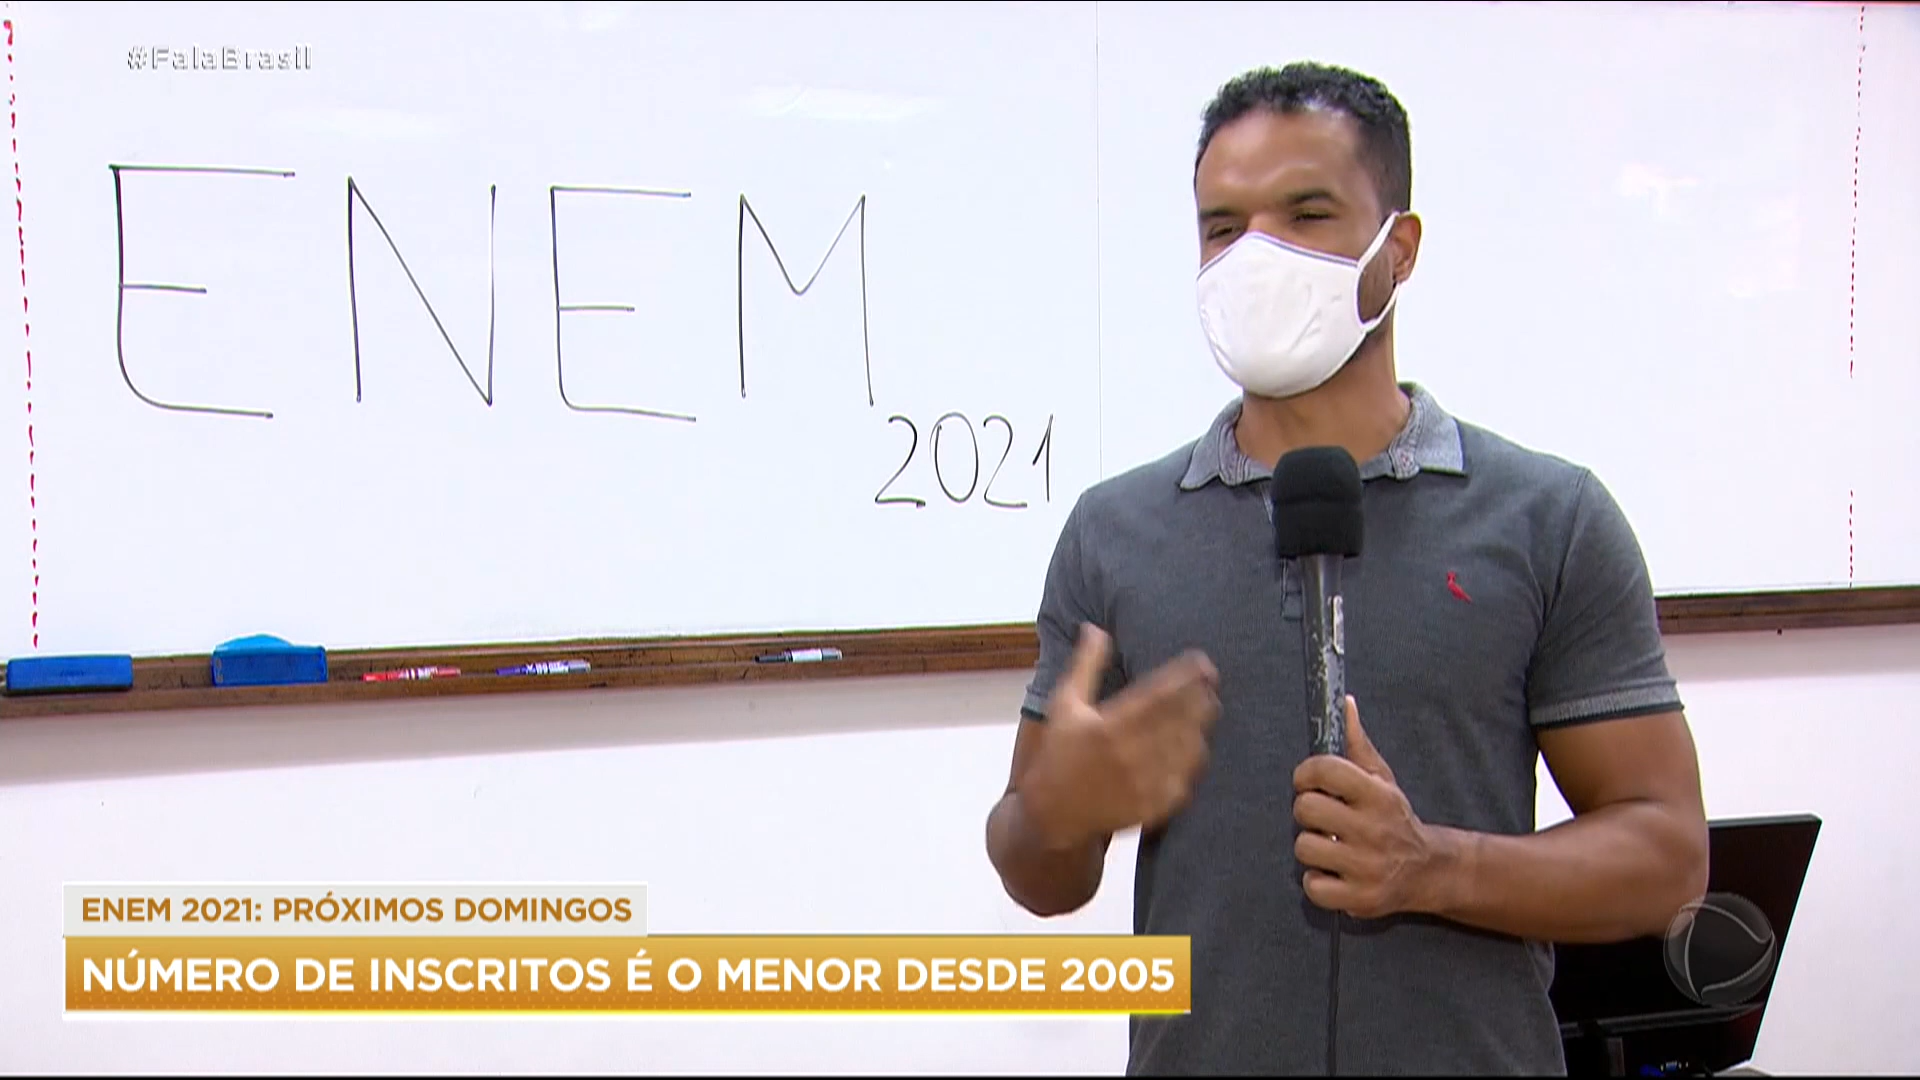 #FalaBrasil
ENEM
2021
ENEM 2021: PRÓXIMOS DOMINGOS
NÚMERO DE INSCRITOS É O MENOR DESDE 2005